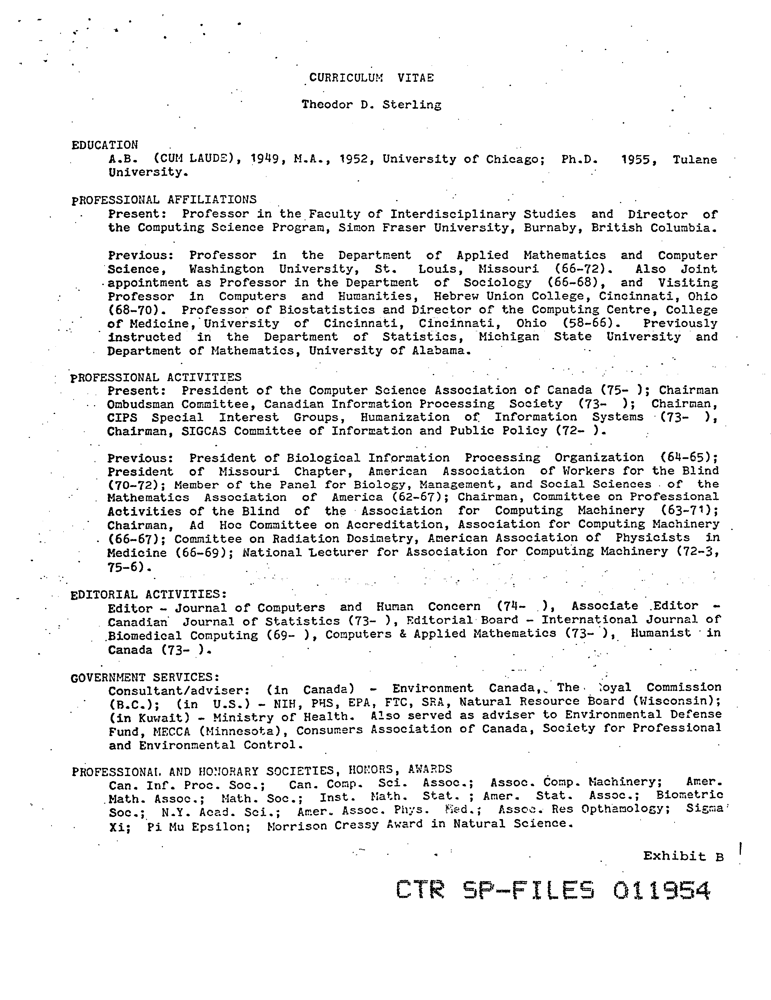 CURRICULUM VITAE
Theodor D. Sterling
EDUCATION
A.B. (CUM LAUDE), 1949, M.A., 1952, University of Chicago; Ph.D. 1955, Tulane
University.
PROFESSIONAL AFFILIATIONS
Present: Professor in the Faculty of Interdisciplinary Studies and Director of
the Computing Science Program, Simon Fraser University, Burnaby, British Columbia.
Previous: Professor in the Department of Applied Mathematics and Computer
Science, Washington University, St. Louis, Missouri (66-72). Also Joint
appointment as Professor in the Department of Sociology (66-68), and Visiting
Professor in Computers and Humanities, Hebrew Union College, Cincinnati, Ohio
(68-70). Professor of Biostatistics and Director of the Computing Centre, College
of Medicine, University of Cincinnati, Cincinnati, Ohio (58-66). Previously
instructed in the Department of Statistics, Michigan State University and
Department of Mathematics, University of Alabama.
PROFESSIONAL ACTIVITIES
Present: President of the Computer Science Association of Canada (75- ); Chairman
Ombudsman Committee, Canadian Information Processing Society (73- ); Chairman,
CIPS Special Interest Groups, Humanization of Information Systems (73- ),
Chairman, SIGCAS Committee of Information and Public Policy (72- ).
Previous: President of Biological Information Processing Organization (64-65);
President of Missouri Chapter, American Association of Workers for the Blind
(70-72); Member of the Panel for Biology, Management, and Social Sciences of the
Mathematics Association of America (62-67); Chairman, Committee on Professional
Activities of the Blind of the Association for Computing Machinery (63-71);
Chairman, Ad Hoc Committee on Accreditation, Association for Computing Machinery
(66-67); Committee on Radiation Dosimetry, American Association of Physicists in
Medicine (66-69); National Lecturer for Association for Computing Machinery (72-3,
75-6).
EDITORIAL ACTIVITIES:
Editor - Journal of Computers and Human Concern (74- ), Associate Editor -
Canadian Journal of Statistics (73- ), Editorial Board - International Journal of
Biomedical Computing (69- ), Computers & Applied Mathematics (73- ), Humanist in
Canada (73- ).
GOVERNMENT SERVICES:
Consultant/adviser: (in Canada) - Environment Canada, The oyal Commission
(B.C.); (in U.S.) - NIH, PHS, EPA, FTC, SRA, Natural Resource Board (Wisconsin);
(in Kuwait) - Ministry of Health. Also served as adviser to Environmental Defense
Fund, MECCA (Minnesota), Consumers Association of Canada, Society for Professional
and Environmental Control.
PROFESSIONAL AND HONORARY SOCIETIES, HONORS, AWARDS
Can. Inf. Proc. Soc.; Can. Comp. Sci. Assoc.; Assoc. Comp. Machinery; Amer.
Math. Assoc.; Math. Soc.; Inst. Math. Stat. ; Amer. Stat. Assoc.; Biometric
Soc.; N.Y. Acad. Sci.; Amer. Assoc. Phys. Med.; Assoc. Res Opthamology; Sigma
Xi; Pi Mu Epsilon; Morrison Cressy Award in Natural Science.
Exhibit B
CTR SP-FILES 011954